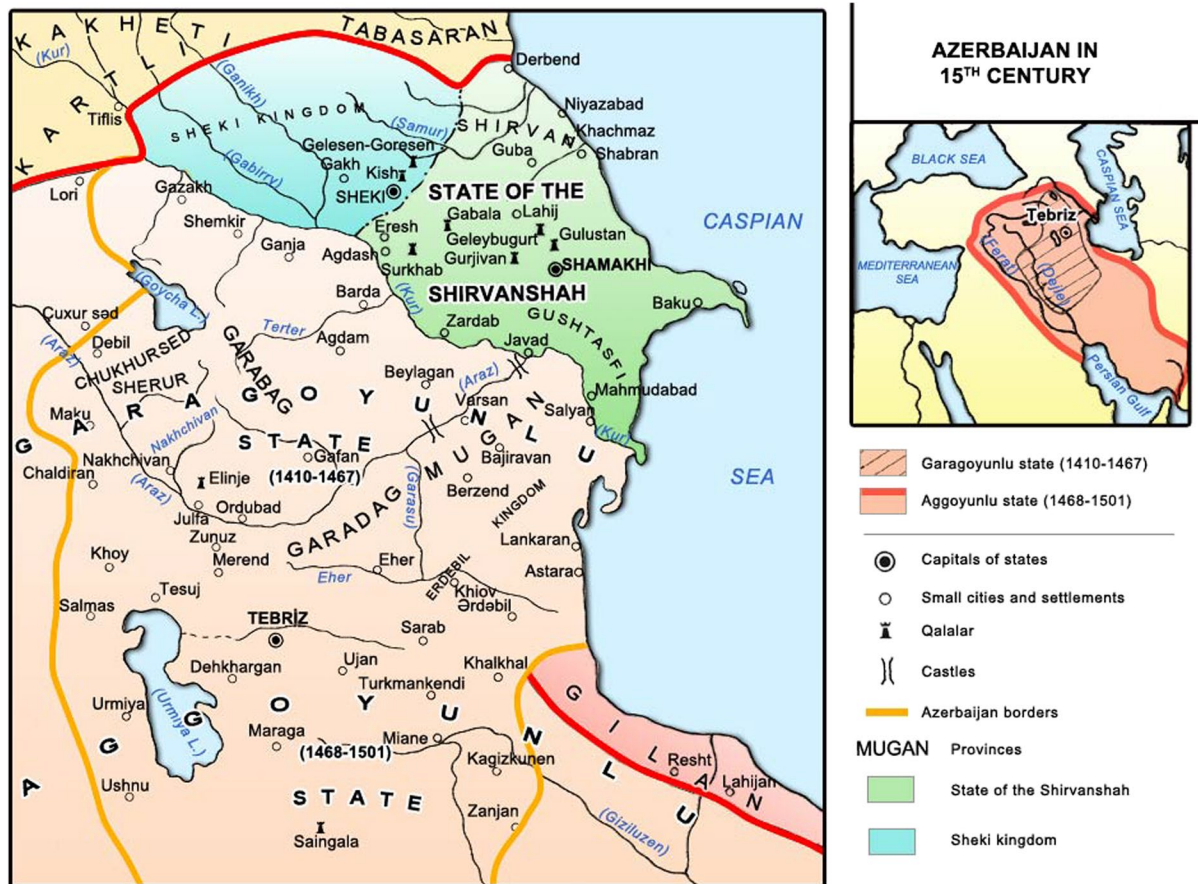 AZERBAIJAN IN
15TH CENTURY
KAKHETI
TABASARAN
KARTLI
(Kur)
Tiflis
Derbend
(Ganikh)
Niyazabad
SHEKI KINGDOM
(Samur)
SHIRVAN
Khachmaz
Gelesen-Goresen
Guba
Shabran
(Gabirry)
Gakh
Kish
SHEKI
Lori
Gazakh
STATE OF THE
Shemkir
Gabala
Lahij
CASPIAN
Eresh
Geleybugurt
Gulustan
Ganja
Agdash
Gurjivan
Surkhab
SHAMAKHI
(Goycha L.)
Barda
(Kur)
SHIRVANSHAH
Baku
Çuxur səd
Terter
Zardab
GUSHTASFI
(Araz)
Debil
Agdam
Javad
CHUKHURSED
GARABAG
SHERUR
Beylagan
(Araz)
Mahmudabad
Varsan
Salyan
Maku
GARAGOYUNLU
Nakhchivan
STATE
(Kur)
Gafan
MUGAN
Bajiravan
Chaldiran
Nakhchivan
(1410-1467)
SEA
Elinje
(Araz)
Berzend
KINGDOM
Ordubad
(Garasu)
Julfa
GARADAG
Zunuz
Lankaran
Khoy
Merend
Eher
Astara
Eher
ERDEBIL
Khiov
Tesuj
Ərdəbil
Salmas
TEBRİZ
Sarab
Ujan
Khalkhal
Dehkhargan
Turkmankendi
GILAN
Urmiya
(Urmiya L.)
AGGOYUNLU
Maraga
(1468-1501)
Miane
Kagizkunen
Resht
Lahijan
Ushnu
STATE
Zanjan
(Giziluzen)
Saingala
BLACK SEA
CASPIAN SEA
Tebriz
MEDITERRANEAN
SEA
(Ferat)
(Dejle)
Persian Gulf
Garagoyunlu state (1410-1467)
Aggoyunlu state (1468-1501)
Capitals of states
Small cities and settlements
Qalalar
Castles
Azerbaijan borders
MUGAN Provinces
State of the Shirvanshah
Sheki kingdom